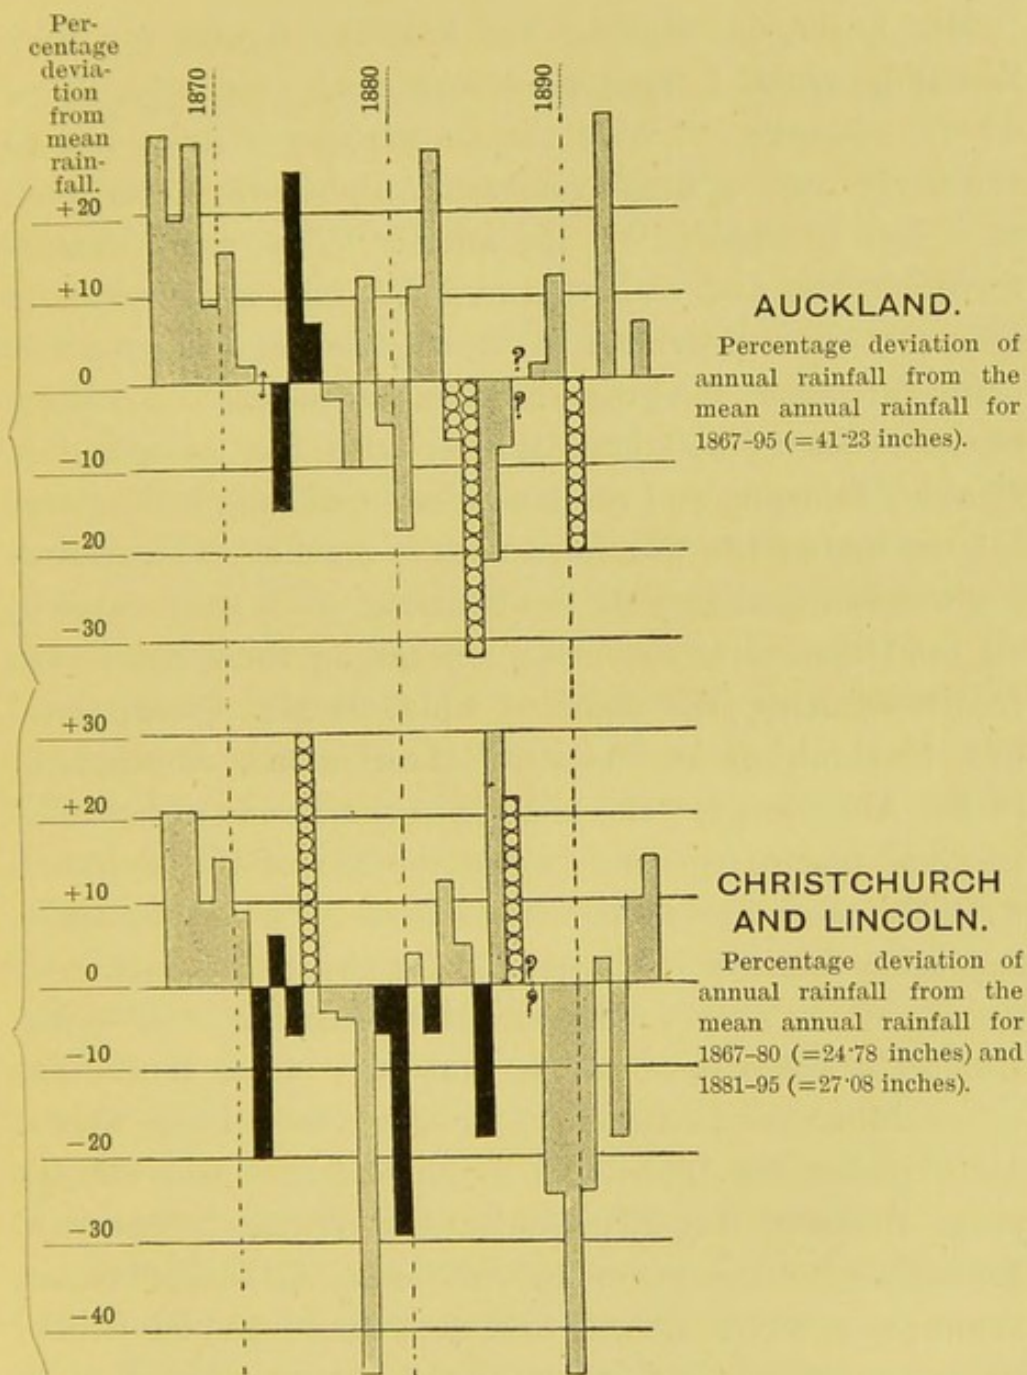 Per-
centage
devia-
tion
from
mean
rain-
fall.
1870
1880
1890
+20
+10
0
−10
−20
−30
? ?
AUCKLAND.
Percentage deviation of
annual rainfall from the
mean annual rainfall for
1867–95 (=41·23 inches).
+30
+20
+10
0
−10
−20
−30
−40
? ?
CHRISTCHURCH
AND LINCOLN.
Percentage deviation of
annual rainfall from the
mean annual rainfall for
1867–80 (=24·78 inches) and
1881–95 (=27·08 inches).